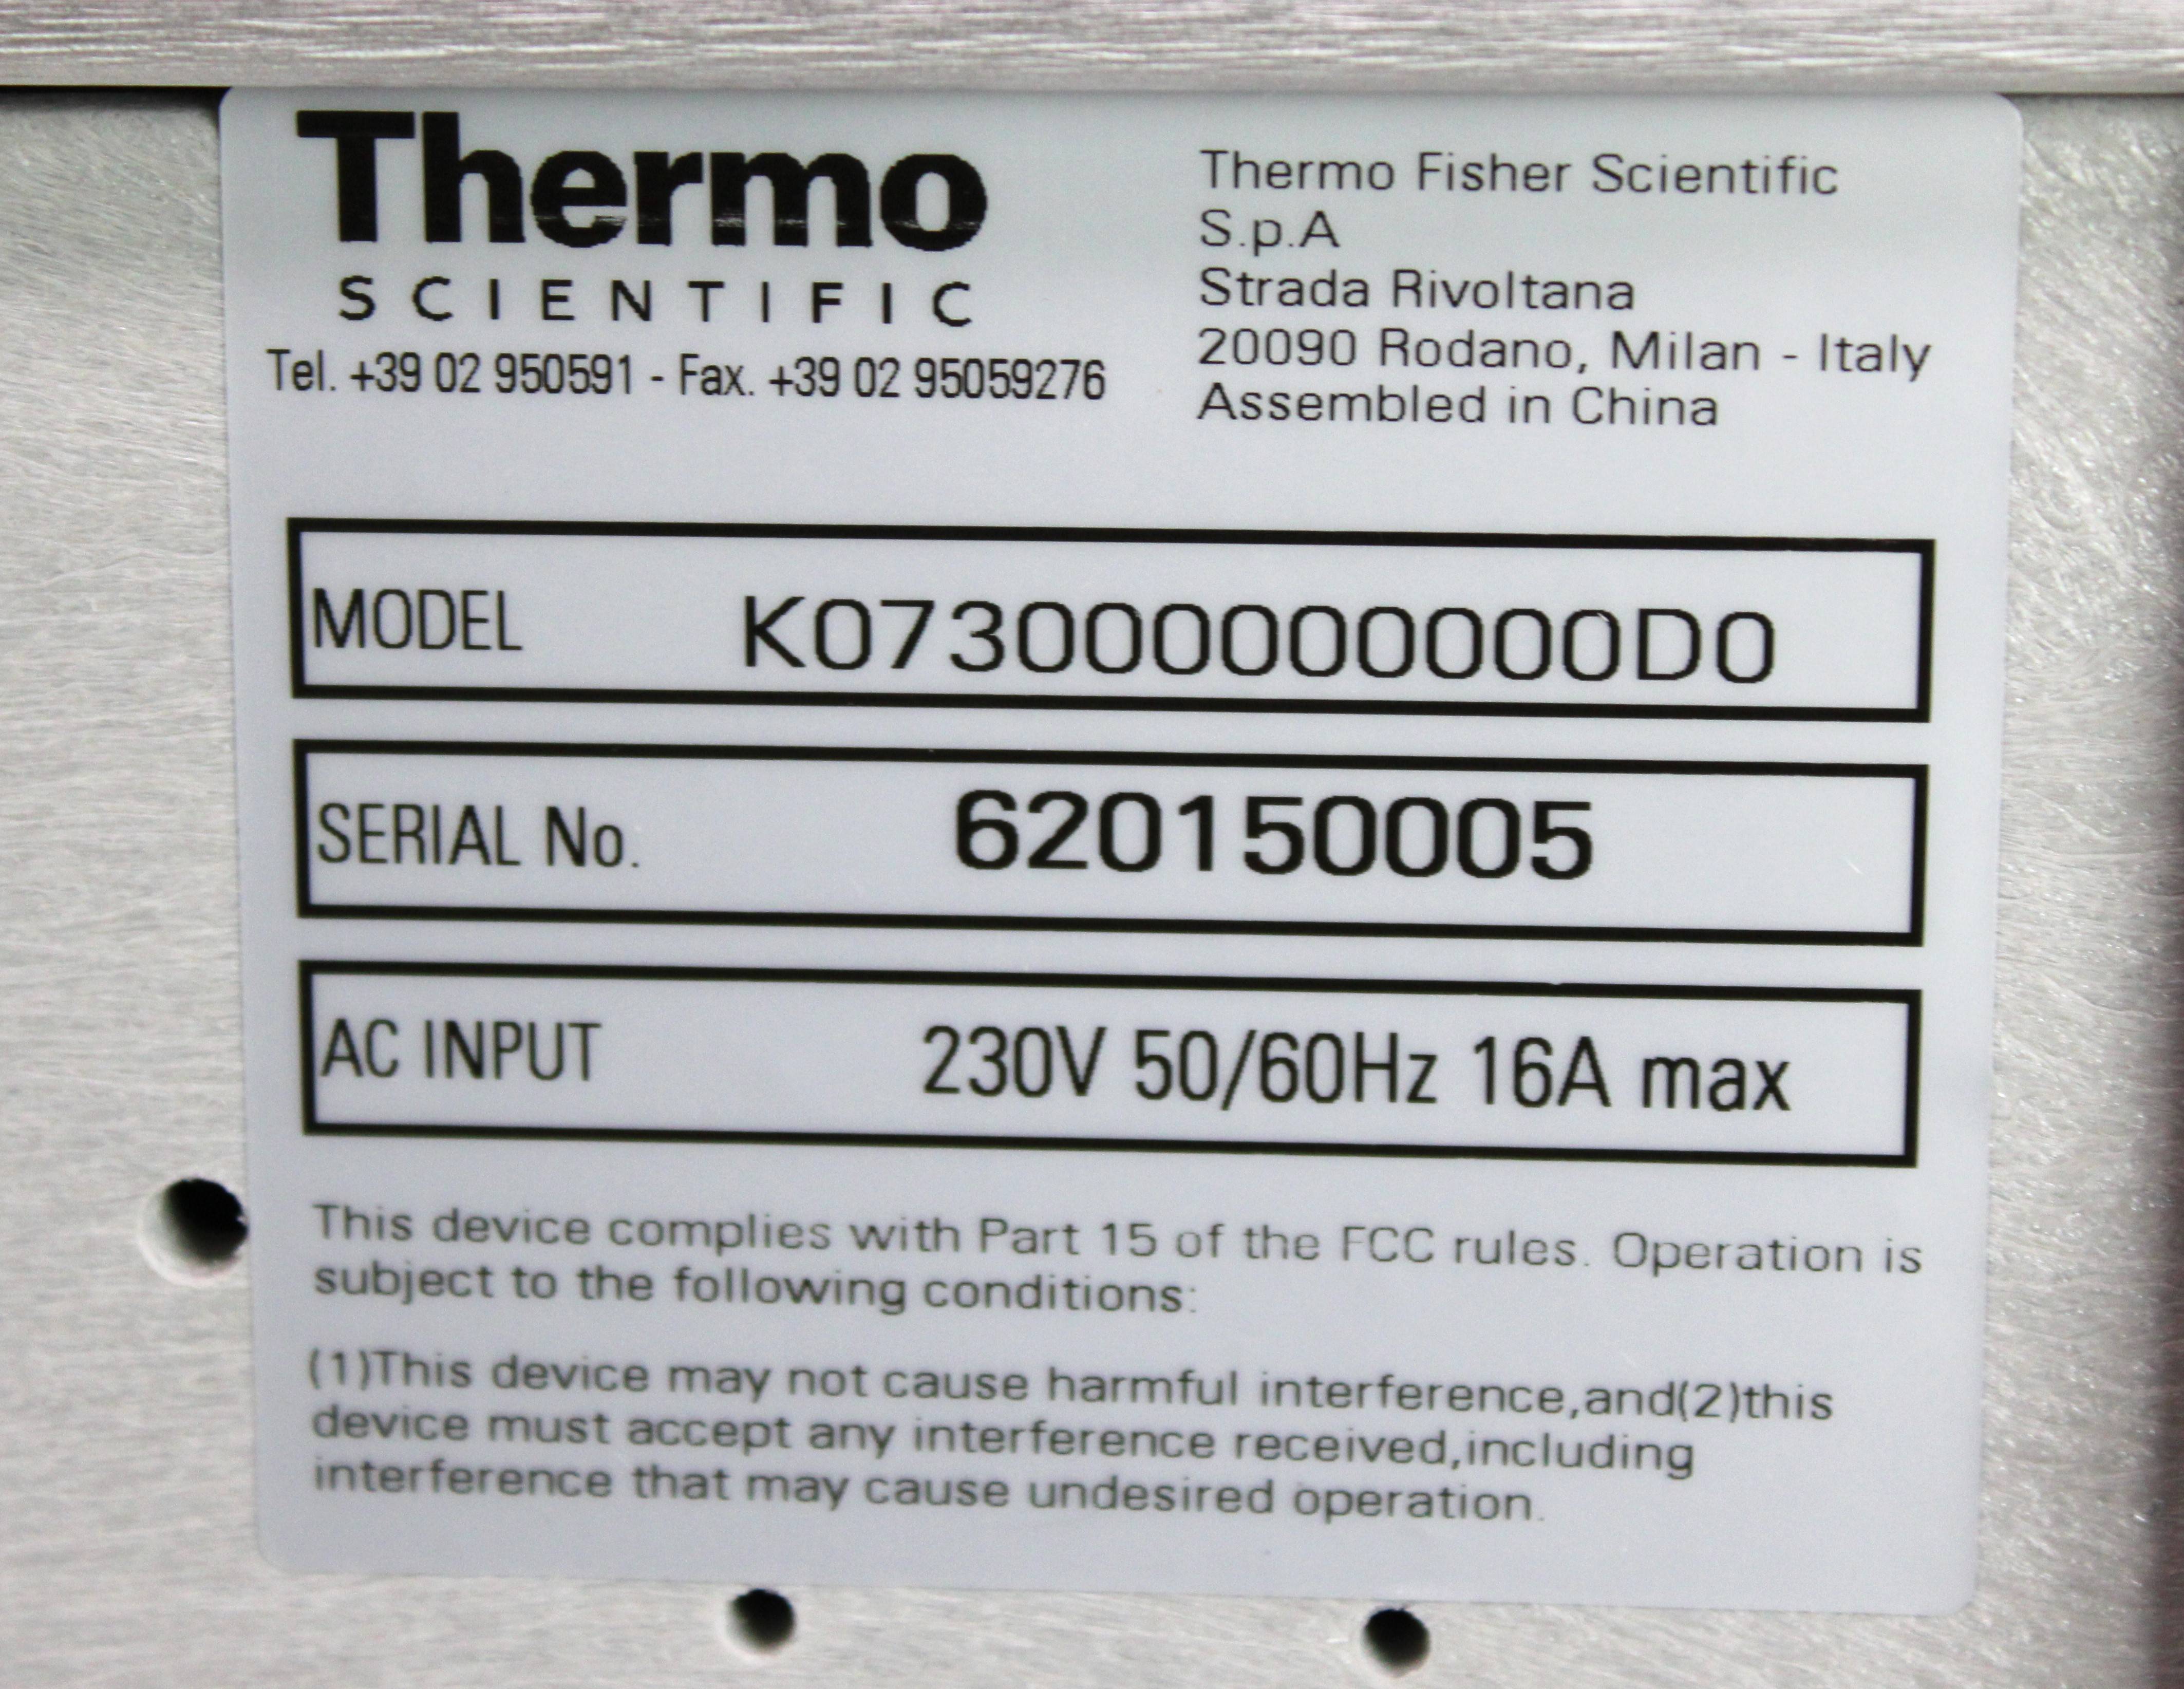 Thermo
SCIENTIFIC
Tel. +39 02 950591 - Fax. +39 02 95059276
Thermo Fisher Scientific
S.p.A
Strada Rivoltana
20090 Rodano, Milan - Italy
Assembled in China
MODEL K073000000000D0
SERIAL No. 620150005
AC INPUT 230V 50/60Hz 16A max
This device complies with Part 15 of the FCC rules. Operation is
subject to the following conditions:
(1)This device may not cause harmful interference,and(2)this
device must accept any interference received,including
interference that may cause undesired operation.